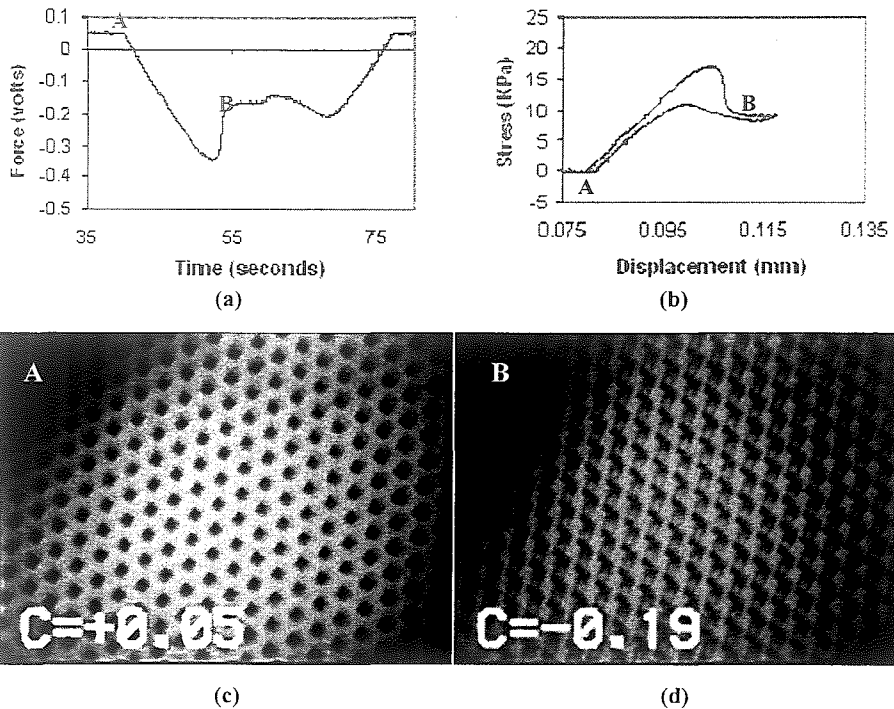 0.1
0
-0.1
-0.2
-0.3
-0.4
-0.5
A
B
Force (volts)
35
55
75
Time (seconds)
(a)
25
20
15
10
5
0
-5
Stress (KPa)
A
B
0.075
0.095
0.115
0.135
Displacement (mm)
(b)
A
C=+0.05
(c)
B
C=-0.19
(d)